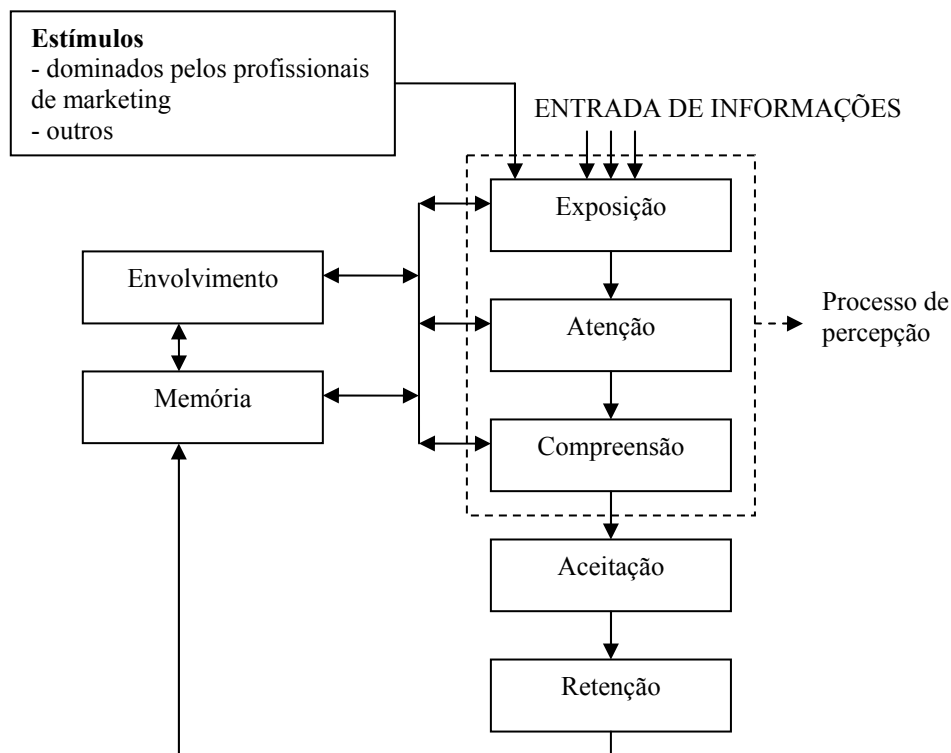 Estímulos
- dominados pelos profissionais
de marketing
- outros
ENTRADA DE INFORMAÇÕES
Exposição
Envolvimento
Atenção
Processo de
percepção
Memória
Compreensão
Aceitação
Retenção